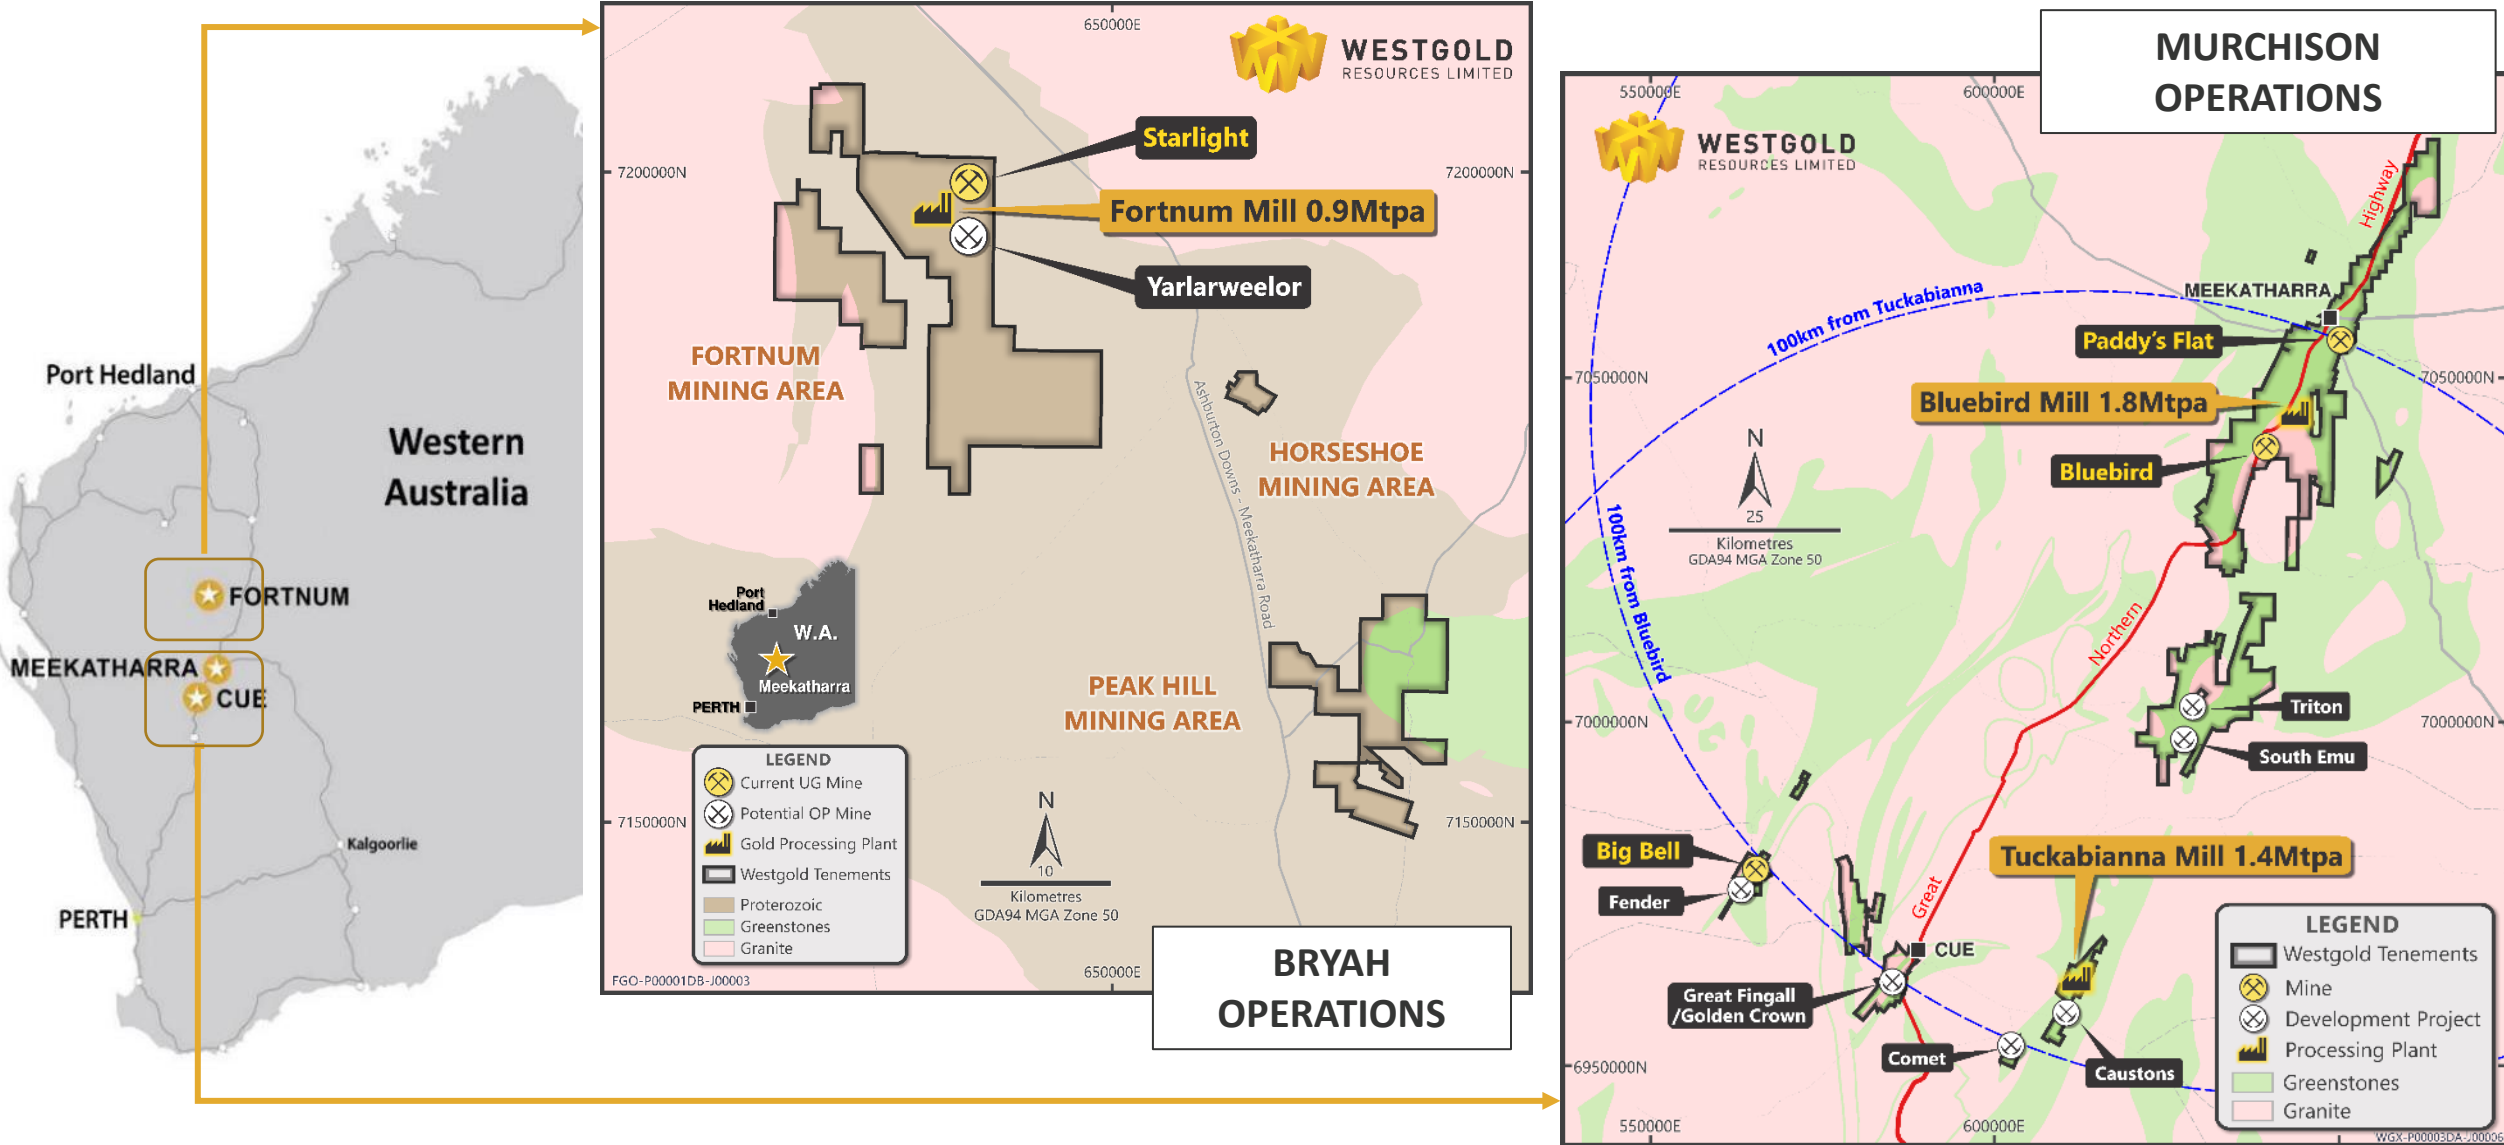 Port Hedland
Western
Australia
FORTNUM
MEEKATHARRA
CUE
Kalgoorlie
PERTH
650000E
WESTGOLD
RESOURCES LIMITED
Starlight
7200000N
7200000N
Fortnum Mill 0.9Mtpa
Yarlarweelor
FORTNUM
MINING AREA
Ashburton Downs - Meekatharra Road
HORSESHOE
MINING AREA
Port
Hedland
W.A.
Meekatharra
PERTH
PEAK HILL
MINING AREA
LEGEND
Current UG Mine
Potential OP Mine
Gold Processing Plant
Westgold Tenements
Proterozoic
Greenstones
Granite
7150000N
7150000N
N
10
Kilometres
GDA94 MGA Zone 50
650000E
FGO-P00001DB-J00003
BRYAH
OPERATIONS
MURCHISON
OPERATIONS
550000E
600000E
WESTGOLD
RESOURCES LIMITED
Highway
MEEKATHARRA
100km from Tuckabianna
Paddy's Flat
7050000N
7050000N
Bluebird Mill 1.8Mtpa
N
25
Kilometres
GDA94 MGA Zone 50
Bluebird
100km from Bluebird
Northern
Triton
7000000N
7000000N
South Emu
Big Bell
Fender
Tuckabianna Mill 1.4Mtpa
Great
CUE
Great Fingall
/Golden Crown
Comet
Caustons
6950000N
550000E
600000E
LEGEND
Westgold Tenements
Mine
Development Project
Processing Plant
Greenstones
Granite
WGX-P00003DA-J00006